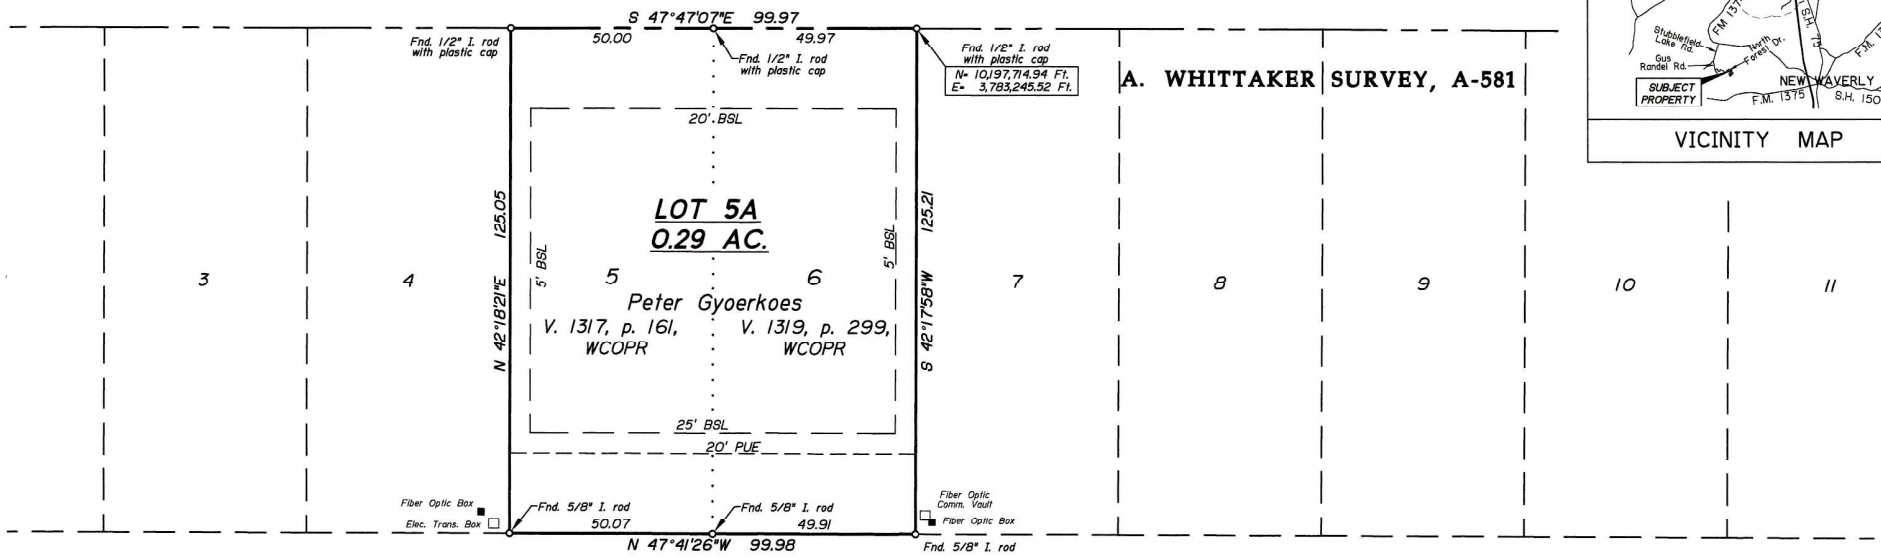 S 47°47'07"E 99.97
50.00
49.97
Fnd. 1/2" I. rod
with plastic cap
Fnd. 1/2" I. rod
with plastic cap
Fnd. 1/2" I. rod
with plastic cap
N= 10,197,714.94 Ft.
E= 3,783,245.52 Ft.
A. WHITTAKER SURVEY, A-581
FM 1374
S.H. 75
F.M. 13
Stubblefield
Lake Rd.
North
Forest Dr.
Gus
Randel Rd.
SUBJECT
PROPERTY
NEW WAVERLY
F.M. 1375
S.H. 150
VICINITY MAP
20' BSL
N 42°18'21"E 125.05
5' BSL
LOT 5A
0.29 AC.
5' BSL
S 42°17'58"W 125.21
3
4
5
6
7
8
9
10
11
Peter Gyoerkoes
V. 1317, p. 161,
WCOPR
V. 1319, p. 299,
WCOPR
25' BSL
20' PUE
Fiber Optic Box
Elec. Trans. Box
Fnd. 5/8" I. rod
50.07
Fnd. 5/8" I. rod
49.91
Fiber Optic
Comm. Vault
Fiber Optic Box
N 47°41'26"W 99.98
Fnd. 5/8" I. rod